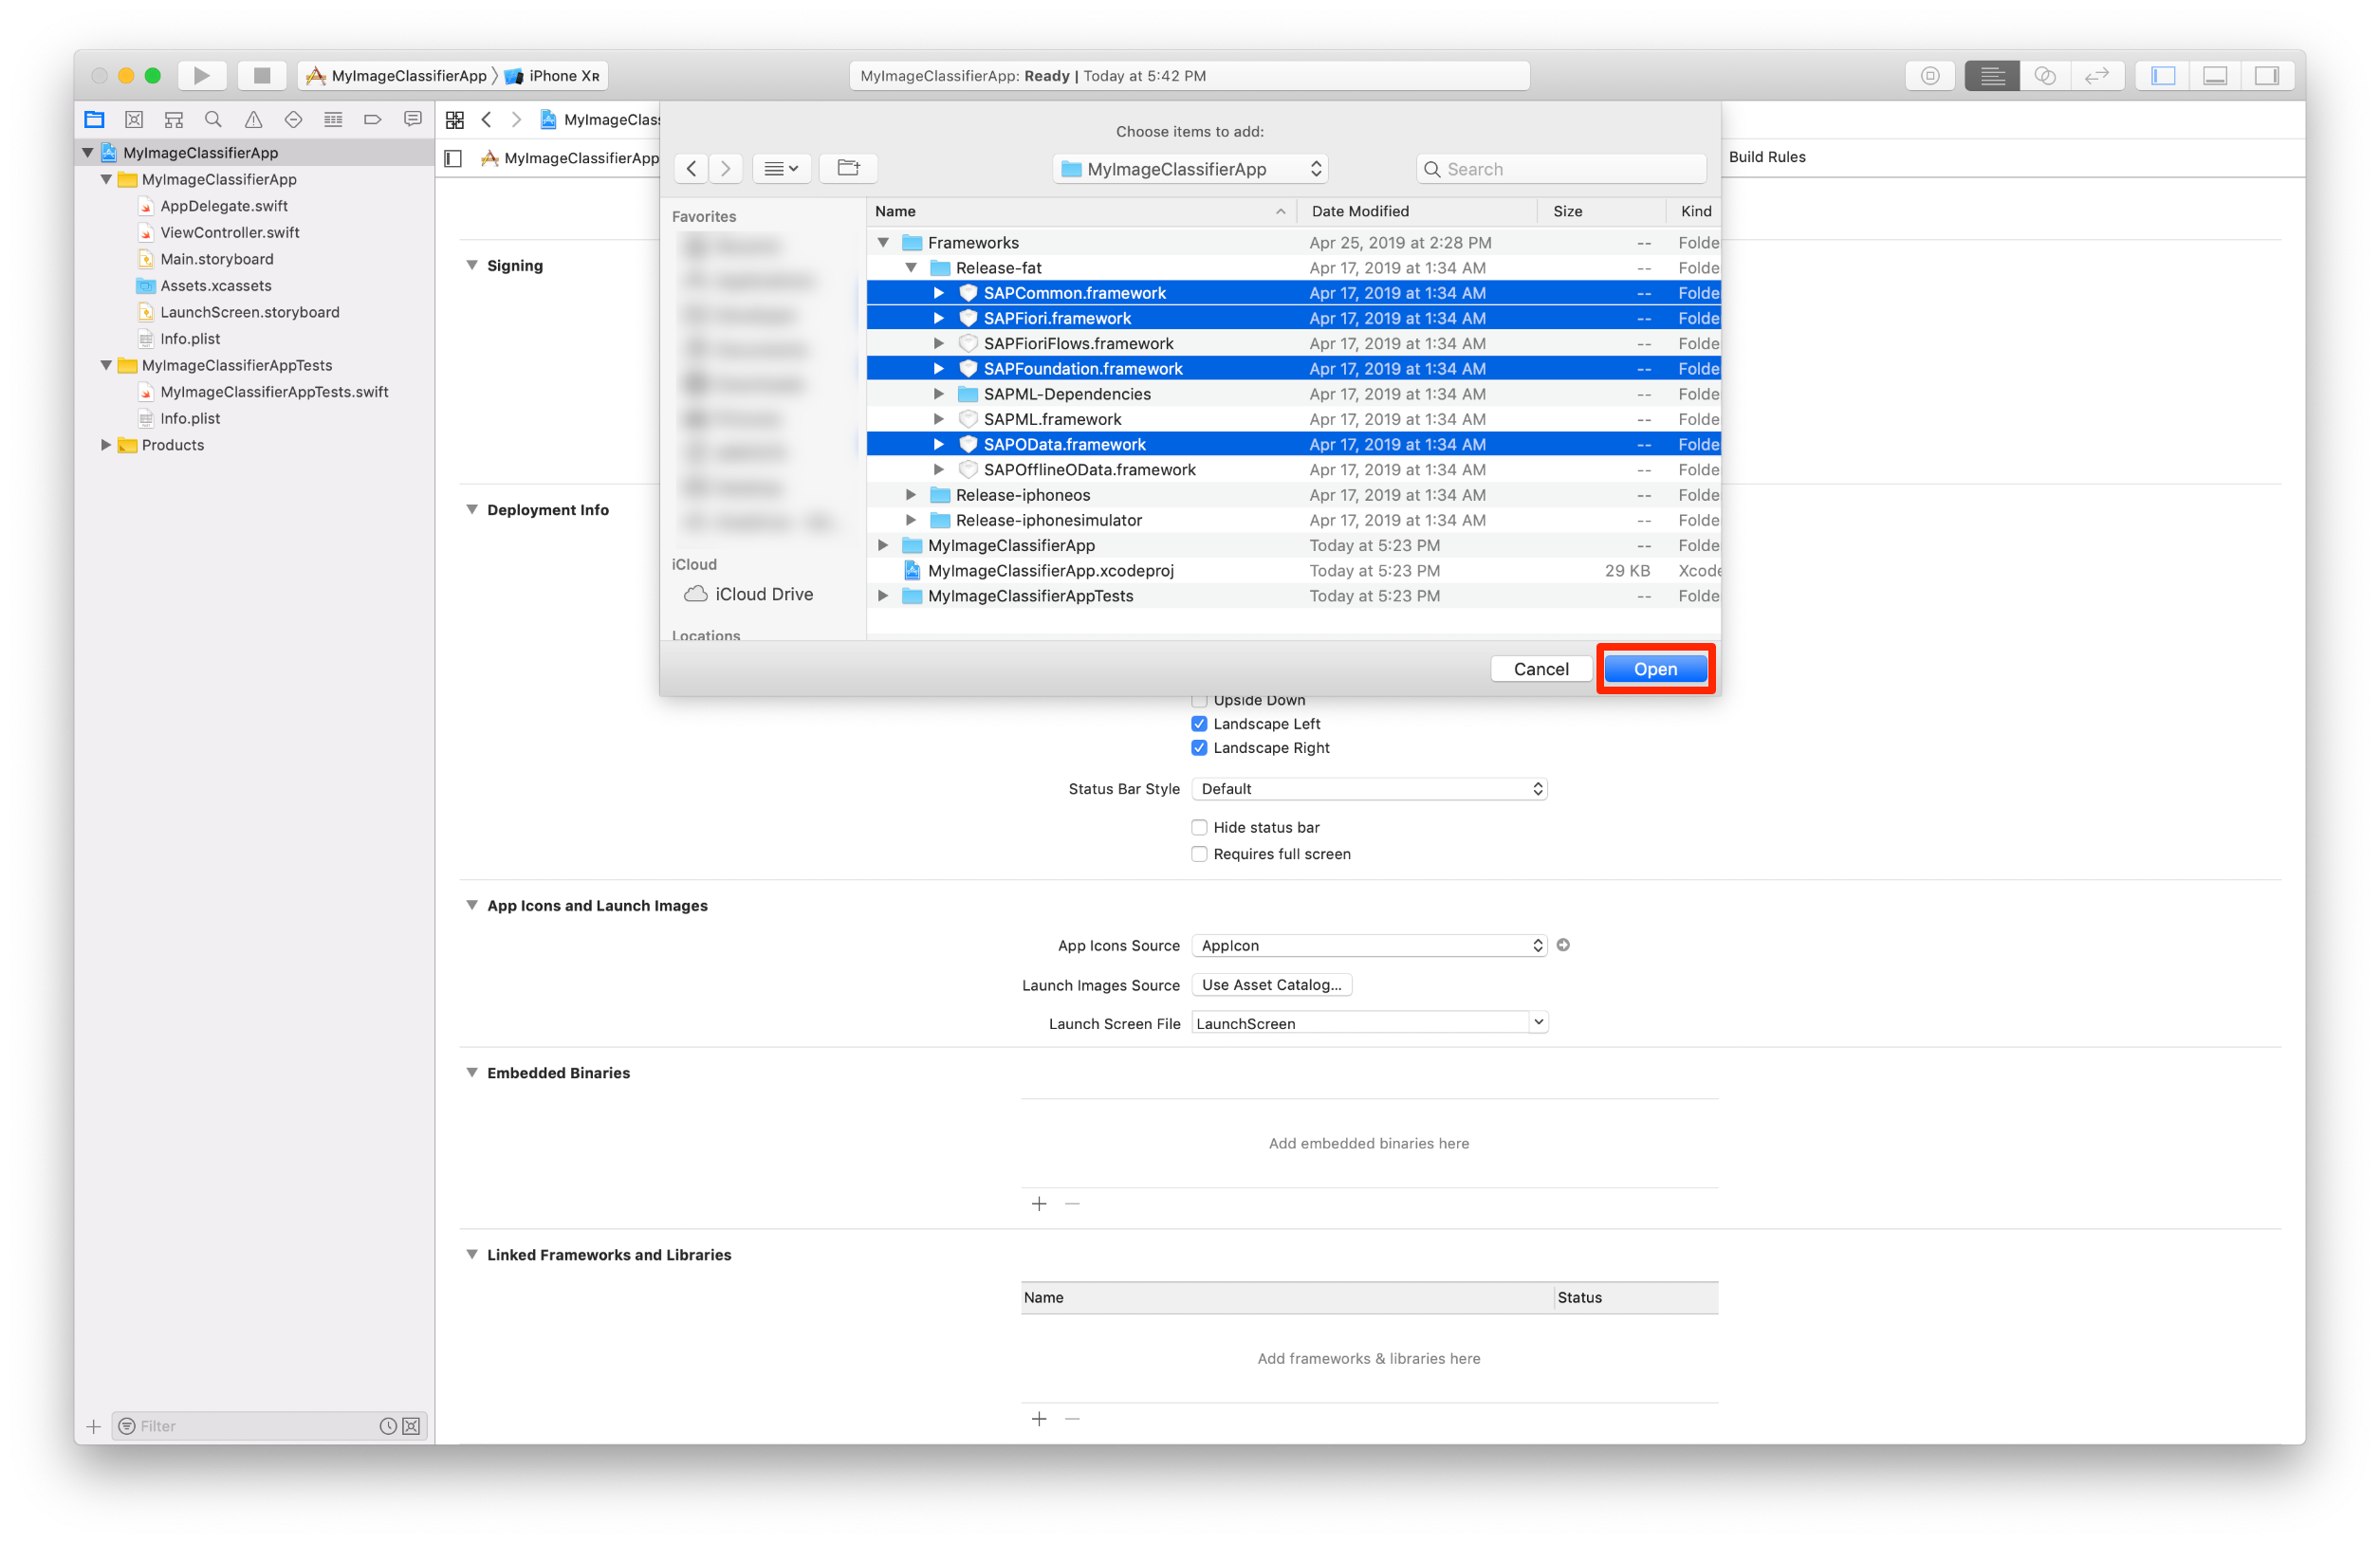 MyImageClassifierApp iPhone XR
MyImageClassifierApp: Ready | Today at 5:42 PM
MyImageClassifierApp
MyImageClassifierApp
AppDelegate.swift
ViewController.swift
Main.storyboard
Assets.xcassets
LaunchScreen.storyboard
Info.plist
MyImageClassifierAppTests
MyImageClassifierAppTests.swift
Info.plist
Products
Filter
MyImageClas
MyImageClassifierApp
Build Rules
Choose items to add:
MyImageClassifierApp
Search
Favorites
iCloud
iCloud Drive
Locations
Name Date Modified Size Kind
Frameworks Apr 25, 2019 at 2:28 PM -- Folde
Release-fat Apr 17, 2019 at 1:34 AM -- Folde
SAPCommon.framework Apr 17, 2019 at 1:34 AM -- Folde
SAPFiori.framework Apr 17, 2019 at 1:34 AM -- Folde
SAPFioriFlows.framework Apr 17, 2019 at 1:34 AM -- Folde
SAPFoundation.framework Apr 17, 2019 at 1:34 AM -- Folde
SAPML-Dependencies Apr 17, 2019 at 1:34 AM -- Folde
SAPML.framework Apr 17, 2019 at 1:34 AM -- Folde
SAPOData.framework Apr 17, 2019 at 1:34 AM -- Folde
SAPOfflineOData.framework Apr 17, 2019 at 1:34 AM -- Folde
Release-iphoneos Apr 17, 2019 at 1:34 AM -- Folde
Release-iphonesimulator Apr 17, 2019 at 1:34 AM -- Folde
MyImageClassifierApp Today at 5:23 PM -- Folde
MyImageClassifierApp.xcodeproj Today at 5:23 PM 29 KB Xcode
MyImageClassifierAppTests Today at 5:23 PM -- Folde
Cancel Open
Signing
Deployment Info
Upside Down
Landscape Left
Landscape Right
Status Bar Style Default
Hide status bar
Requires full screen
App Icons and Launch Images
App Icons Source AppIcon
Launch Images Source Use Asset Catalog...
Launch Screen File LaunchScreen
Embedded Binaries
Add embedded binaries here
Linked Frameworks and Libraries
Name Status
Add frameworks & libraries here